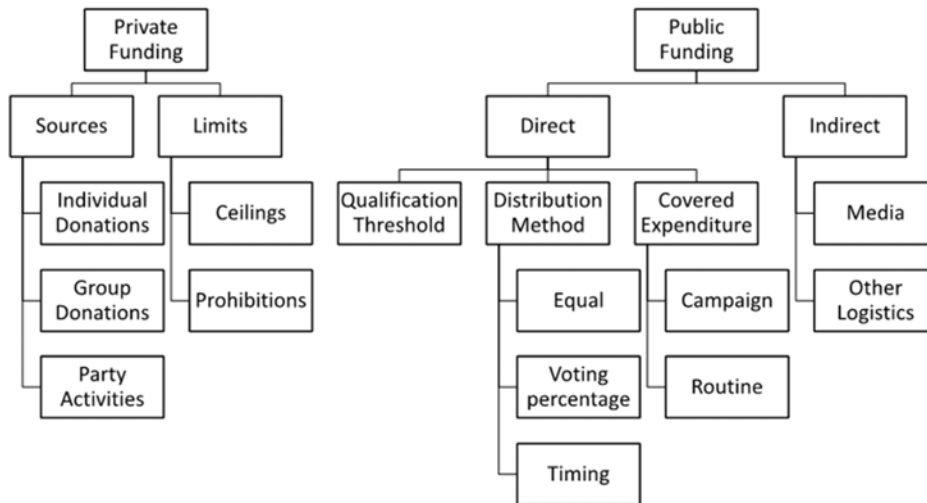 Private
Funding
Public
Funding
Sources
Limits
Direct
Indirect
Individual
Donations
Ceilings
Qualification
Threshold
Distribution
Method
Covered
Expenditure
Media
Group
Donations
Prohibitions
Equal
Campaign
Other
Logistics
Party
Activities
Voting
percentage
Routine
Timing